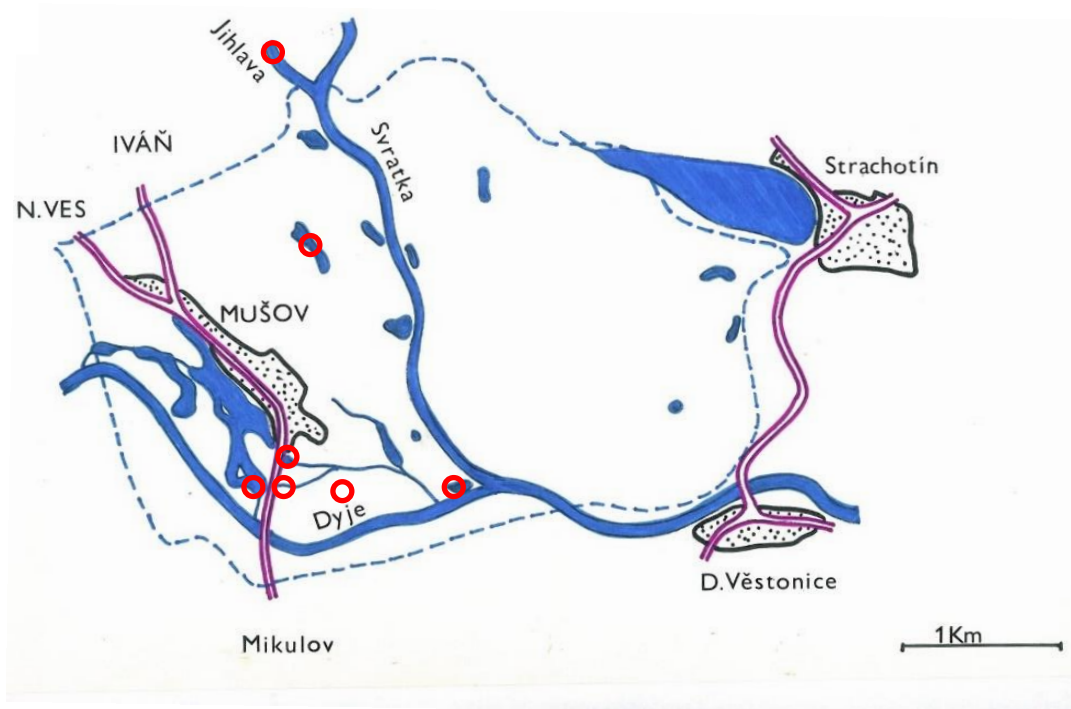 Jihlava
IVÁŇ
Svratka
Strachotín
N.VES
MUŠOV
Dyje
D.Věstonice
Mikulov
1Km